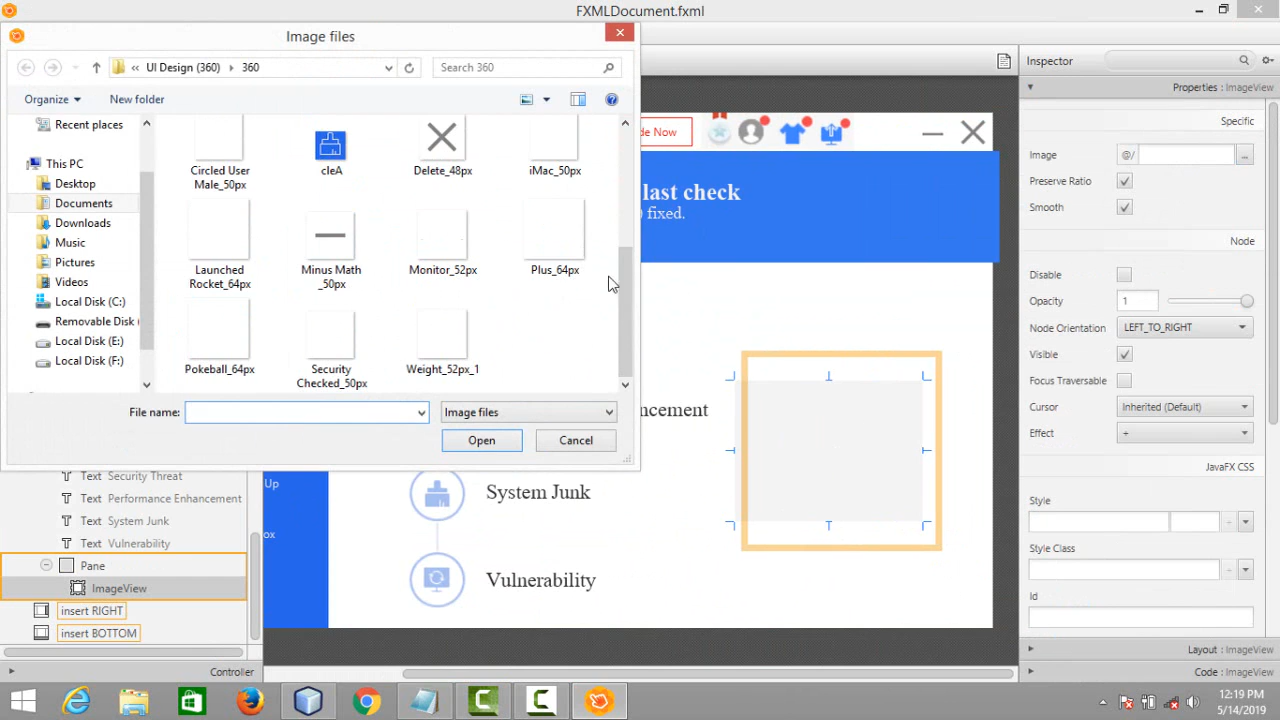 FXMLDocument.fxml
Image files
UI Design (360)
360
Search 360
Organize
New folder
Recent places
This PC
Desktop
Documents
Downloads
Music
Pictures
Videos
Local Disk (C:)
Removable Disk (
Local Disk (E:)
Local Disk (F:)
Circled User
Male_50px
cleA
Delete_48px
iMac_50px
Launched
Rocket_64px
Minus Math
_50px
Monitor_52px
Plus_64px
Pokeball_64px
Security
Checked_50px
Weight_52px_1
File name:
Image files
Open
Cancel
de Now
last check
) fixed.
ncement
System Junk
Vulnerability
Up
ox
Text Security Threat
Text Performance Enhancement
Text System Junk
Text Vulnerability
Pane
ImageView
insert RIGHT
insert BOTTOM
Controller
Inspector
Properties : ImageView
Specific
Image
@/
...
Preserve Ratio
Smooth
Node
Disable
Opacity
1
Node Orientation
LEFT_TO_RIGHT
Visible
Focus Traversable
Cursor
Inherited (Default)
Effect
+
JavaFX CSS
Style
Style Class
Id
Layout : ImageView
Code : ImageView
12:19 PM
5/14/2019